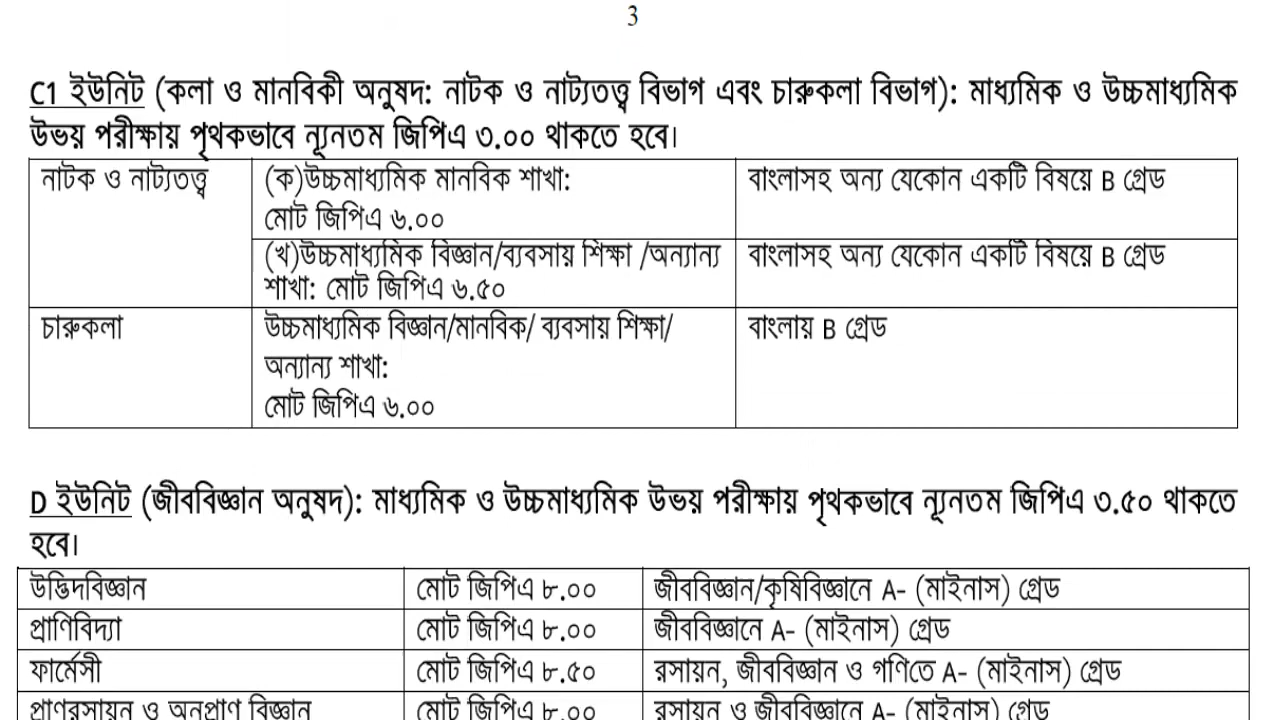 3
C1 ইউনিট (কলা ও মানবিকী অনুষদ: নাটক ও নাট্যতত্ত্ব বিভাগ এবং চারুকলা বিভাগ): মাধ্যমিক ও উচ্চমাধ্যমিক
উভয় পরীক্ষায় পৃথকভাবে ন্যূনতম জিপিএ ৩.০০ থাকতে হবে।
নাটক ও নাট্যতত্ত্ব (ক)উচ্চমাধ্যমিক মানবিক শাখা: বাংলাসহ অন্য যেকোন একটি বিষয়ে B গ্রেড
মোট জিপিএ ৬.০০
(খ)উচ্চমাধ্যমিক বিজ্ঞান/ব্যবসায় শিক্ষা /অন্যান্য বাংলাসহ অন্য যেকোন একটি বিষয়ে B গ্রেড
শাখা: মোট জিপিএ ৬.৫০
চারুকলা উচ্চমাধ্যমিক বিজ্ঞান/মানবিক/ ব্যবসায় শিক্ষা/ বাংলায় B গ্রেড
অন্যান্য শাখা:
মোট জিপিএ ৬.০০
D ইউনিট (জীববিজ্ঞান অনুষদ): মাধ্যমিক ও উচ্চমাধ্যমিক উভয় পরীক্ষায় পৃথকভাবে ন্যূনতম জিপিএ ৩.৫০ থাকতে
হবে।
উদ্ভিদবিজ্ঞান মোট জিপিএ ৮.০০ জীববিজ্ঞান/কৃষিবিজ্ঞানে A- (মাইনাস) গ্রেড
প্রাণিবিদ্যা মোট জিপিএ ৮.০০ জীববিজ্ঞানে A- (মাইনাস) গ্রেড
ফার্মেসী মোট জিপিএ ৮.৫০ রসায়ন, জীববিজ্ঞান ও গণিতে A- (মাইনাস) গ্রেড
প্রাণরসায়ন ও অনুপ্রাণ বিজ্ঞান মোট জিপিএ ৮.০০ রসায়ন ও জীববিজ্ঞানে A- (মাইনাস) গ্রেড